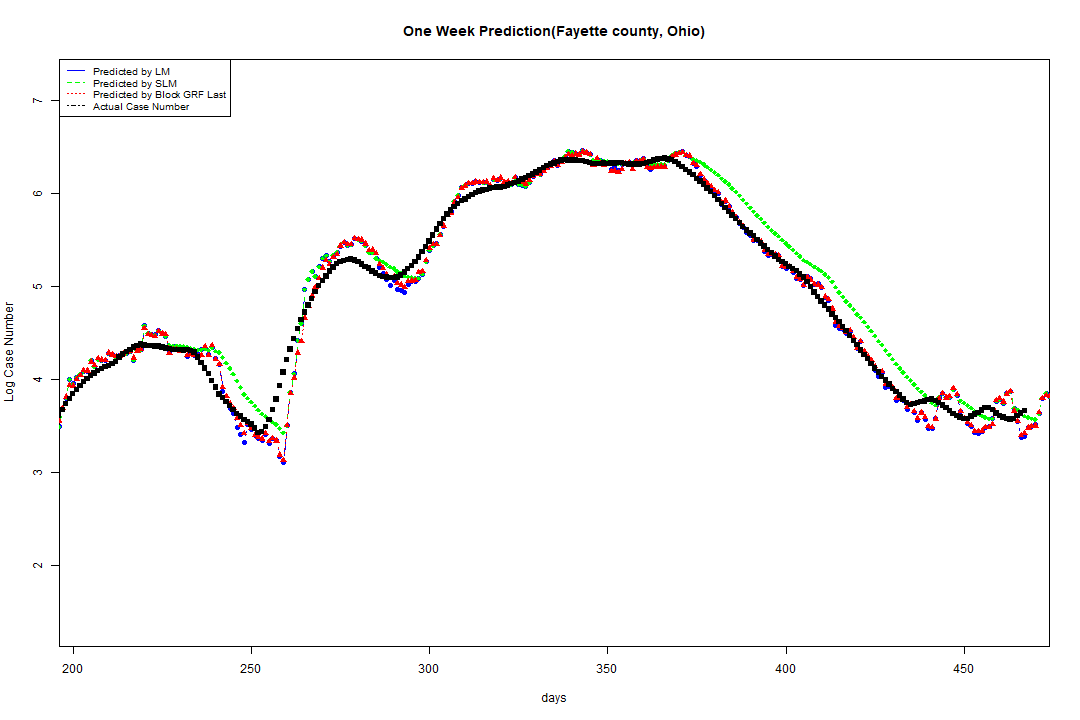 One Week Prediction(Fayette county, Ohio)
Predicted by LM
Predicted by SLM
Predicted by Block GRF Last
Actual Case Number
7
6
5
4
3
2
Log Case Number
200 250 300 350 400 450
days